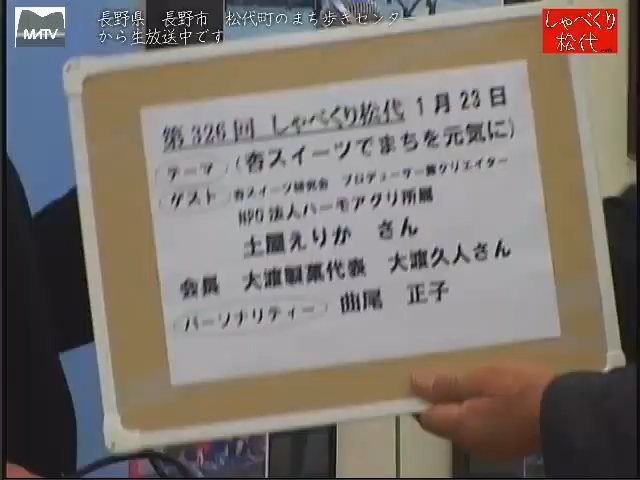 長野県　長野市　松代町のまち歩きセンター
から生放送中です
MATV
しゃべくり
松代
第326回 しゃべくり松代 1月23日
テーマ (杏スイーツでまちを元気に)
ゲスト 杏スイーツ研究会 プロデューサー兼クリエイター
NPO法人ハーモアグリ所属
土屋えりか さん
会員 大渡製菓代表 大渡久人さん
パーソナリティー 曲尾 正子